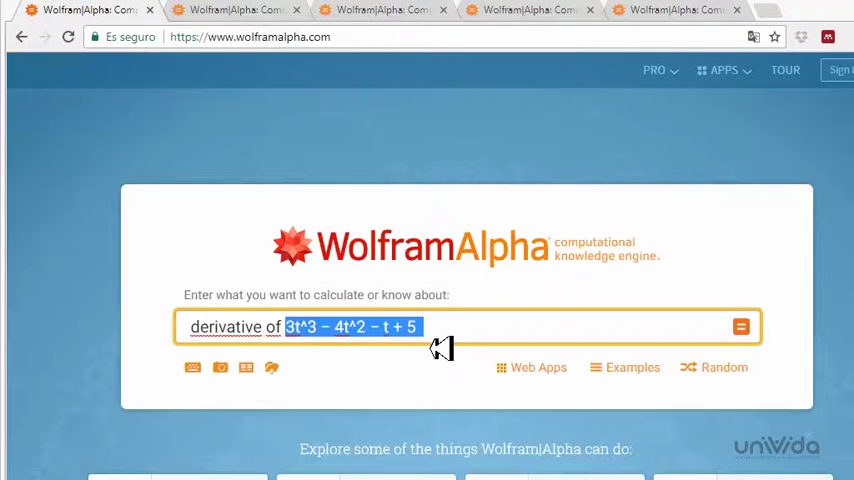 Wolfram|Alpha: Com Wolfram|Alpha: Com Wolfram|Alpha: Com Wolfram|Alpha: Com Wolfram|Alpha: Com
Es seguro https://www.wolframalpha.com
PRO APPS TOUR Sign i
WolframAlpha computational
knowledge engine.
Enter what you want to calculate or know about:
derivative of 3t^3 − 4t^2 − t + 5
Web Apps Examples Random
Explore some of the things Wolfram|Alpha can do:
uniWida